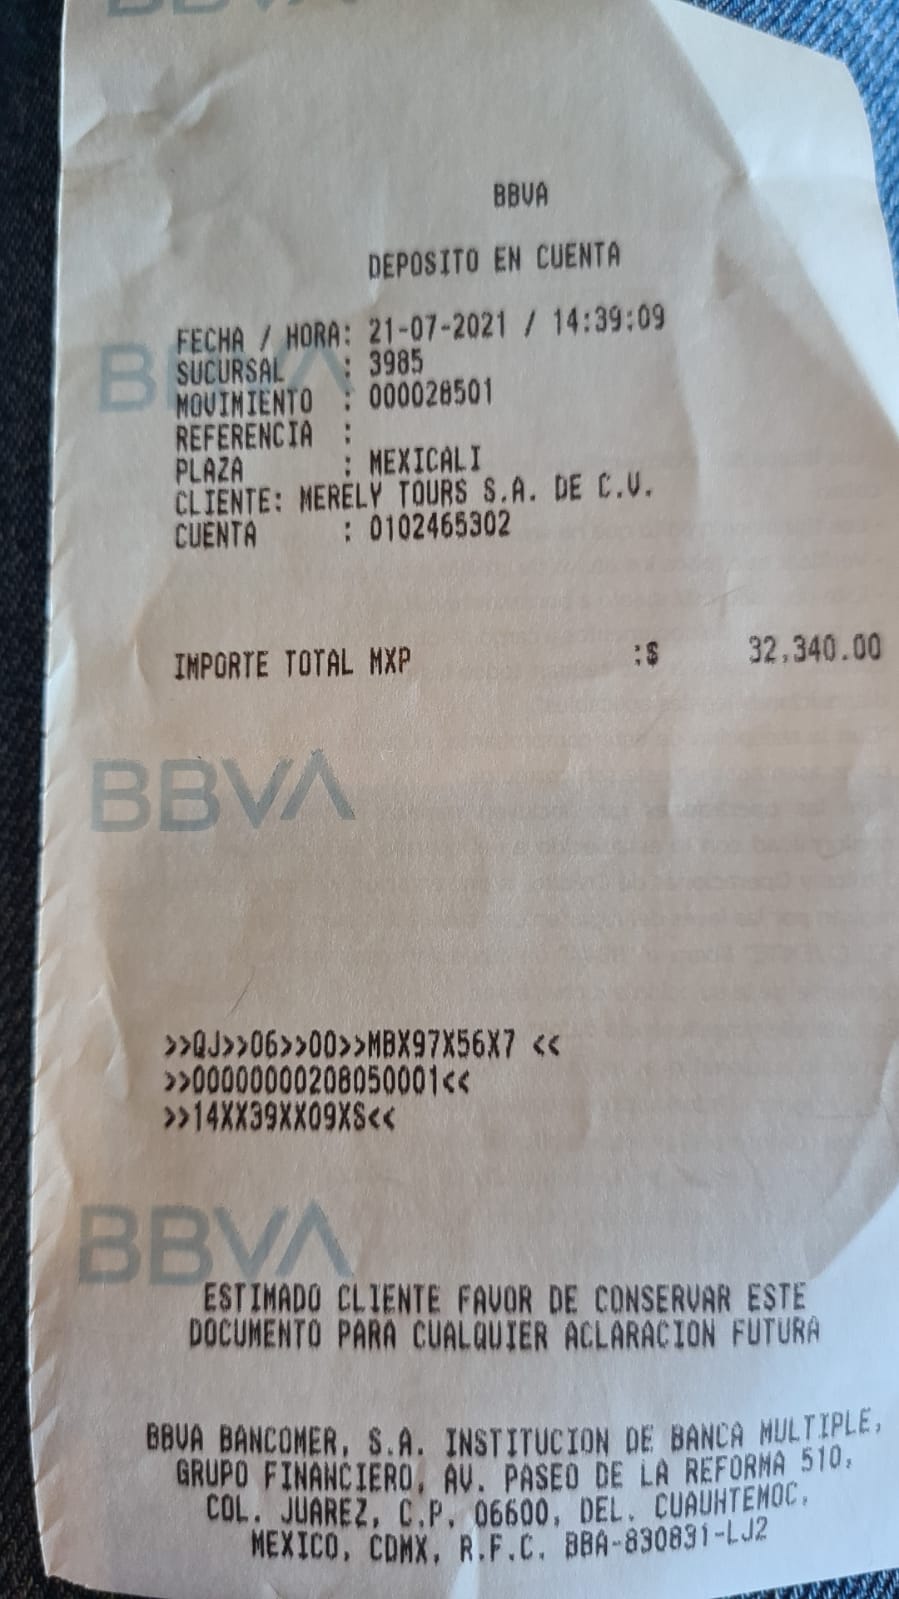 BBVA
BBVA
DEPOSITO EN CUENTA
FECHA / HORA: 21-07-2021 / 14:39:09
SUCURSAL : 3985
BBVA
MOVIMIENTO : 000028501
REFERENCIA :
PLAZA : MEXICALI
CLIENTE: MERELY TOURS S.A. DE C.V.
CUENTA : 0102465302
IMPORTE TOTAL MXP :$ 32,340.00
BBVA
>>QJ>>06>>00>>MBX97X56X7 <<
>>00000000208050001<<
>>14XX39XX09XS<<
BBVA
ESTIMADO CLIENTE FAVOR DE CONSERVAR ESTE
DOCUMENTO PARA CUALQUIER ACLARACION FUTURA
BBVA BANCOMER, S.A. INSTITUCION DE BANCA MULTIPLE,
GRUPO FINANCIERO, AV. PASEO DE LA REFORMA 510,
COL. JUAREZ, C.P. 06600, DEL. CUAUHTEMOC,
MEXICO, CDMX, R.F.C. BBA-830831-LJ2